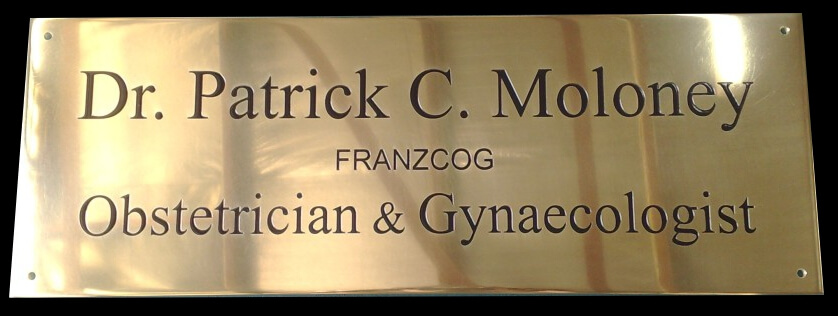 Dr. Patrick C. Moloney
FRANZCOG
Obstetrician & Gynaecologist